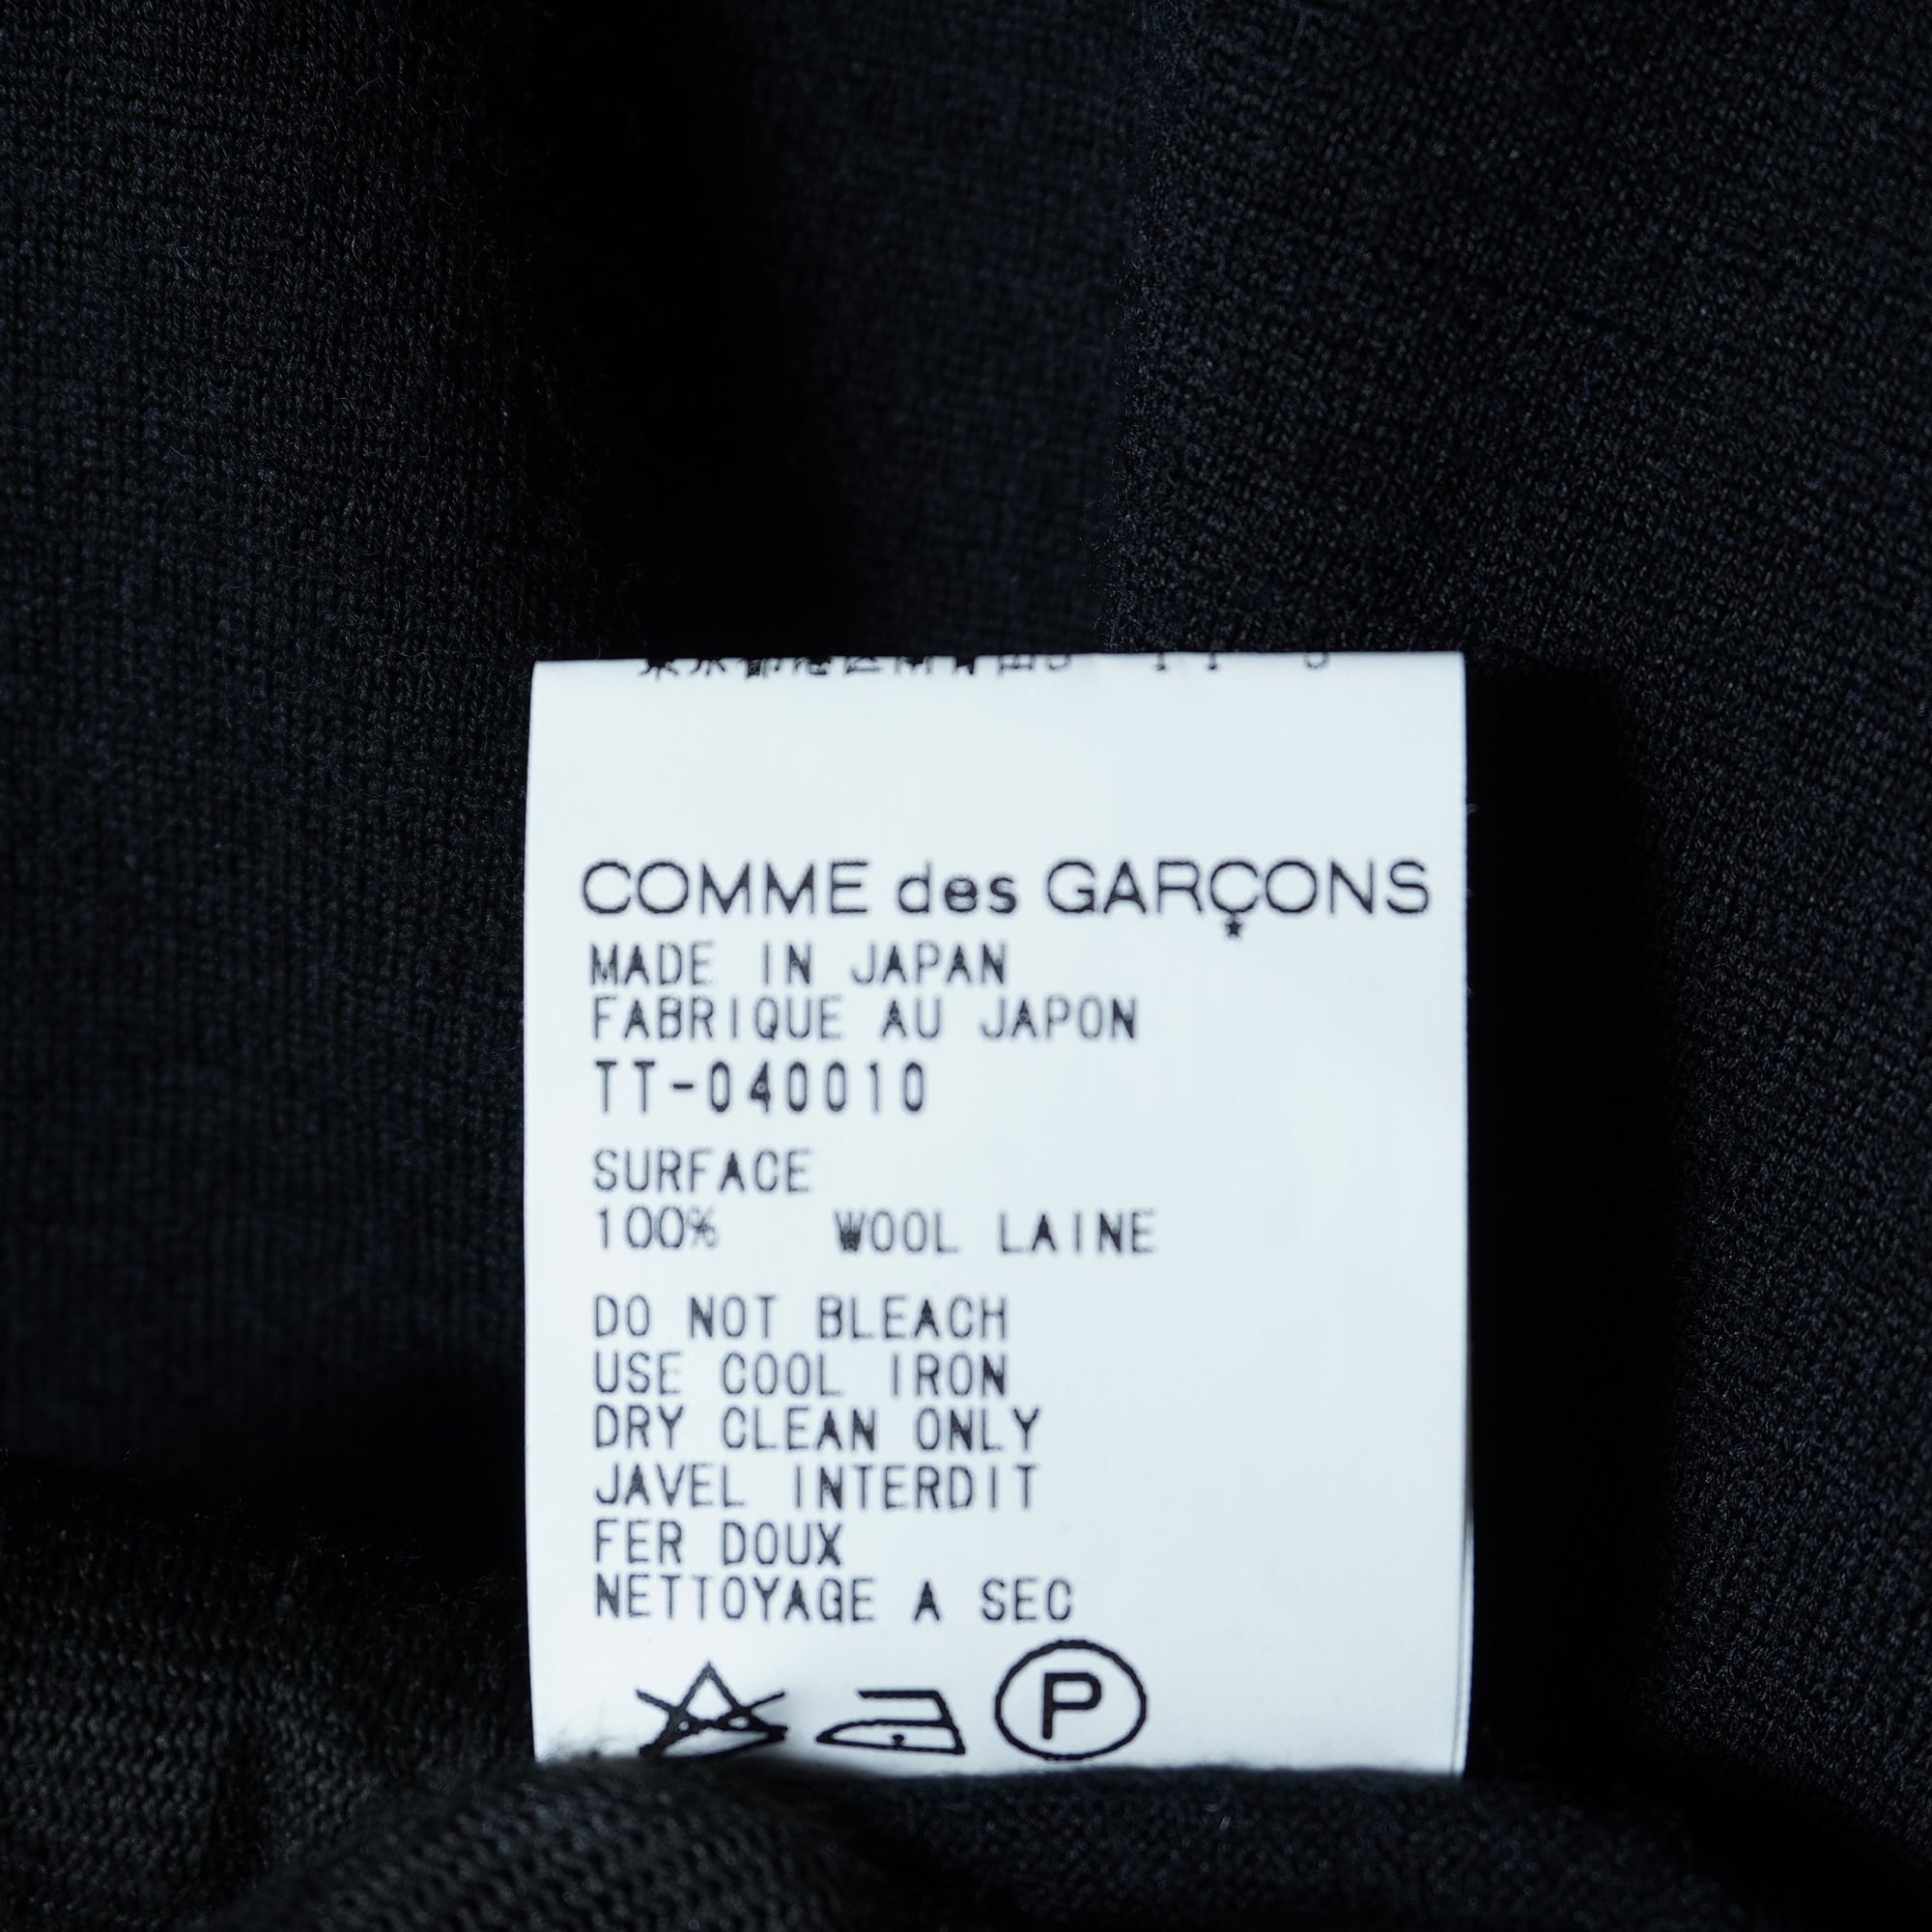 COMME des GARÇONS
MADE IN JAPAN
FABRIQUE AU JAPON
TT-040010
SURFACE
100% WOOL LAINE
DO NOT BLEACH
USE COOL IRON
DRY CLEAN ONLY
JAVEL INTERDIT
FER DOUX
NETTOYAGE A SEC
P